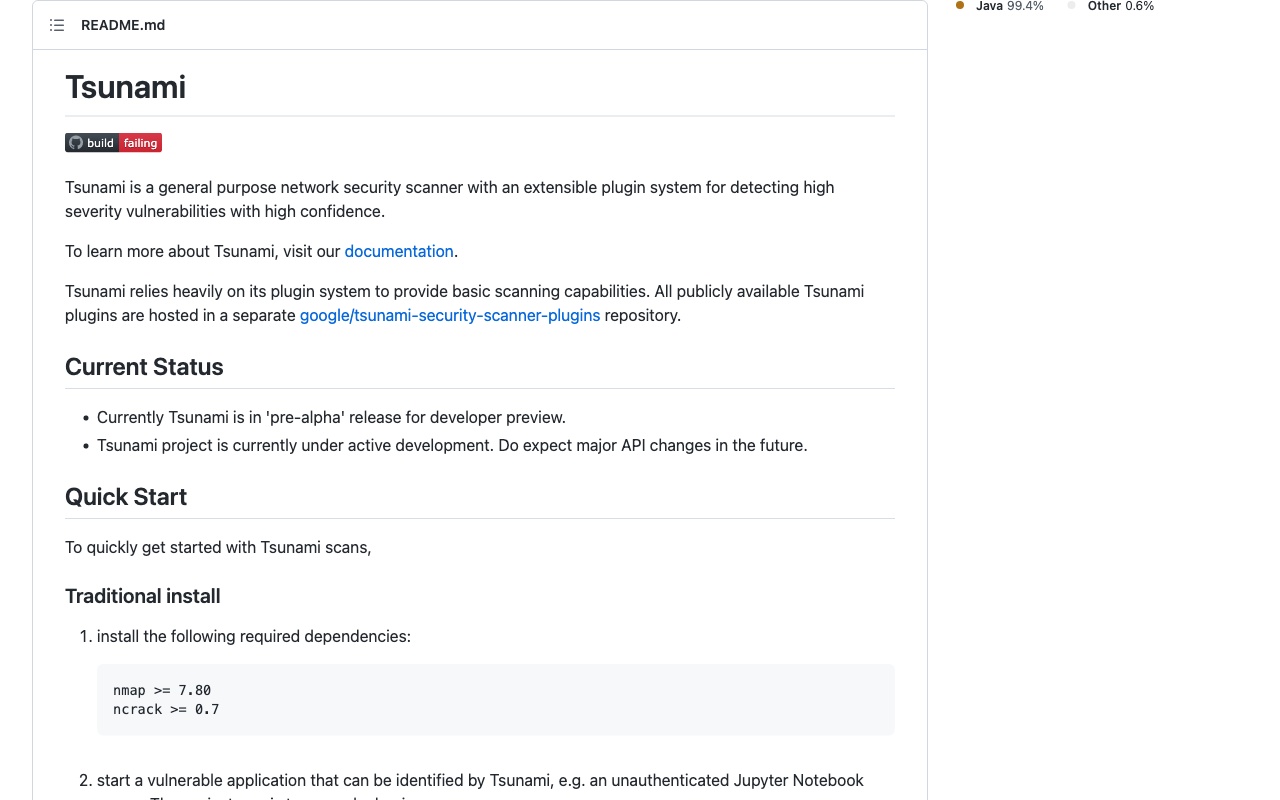 Java 99.4% Other 0.6%
README.md
Tsunami
build failing
Tsunami is a general purpose network security scanner with an extensible plugin system for detecting high
severity vulnerabilities with high confidence.
To learn more about Tsunami, visit our documentation.
Tsunami relies heavily on its plugin system to provide basic scanning capabilities. All publicly available Tsunami
plugins are hosted in a separate google/tsunami-security-scanner-plugins repository.
Current Status
• Currently Tsunami is in 'pre-alpha' release for developer preview.
• Tsunami project is currently under active development. Do expect major API changes in the future.
Quick Start
To quickly get started with Tsunami scans,
Traditional install
1. install the following required dependencies:
nmap >= 7.80
ncrack >= 0.7
2. start a vulnerable application that can be identified by Tsunami, e.g. an unauthenticated Jupyter Notebook